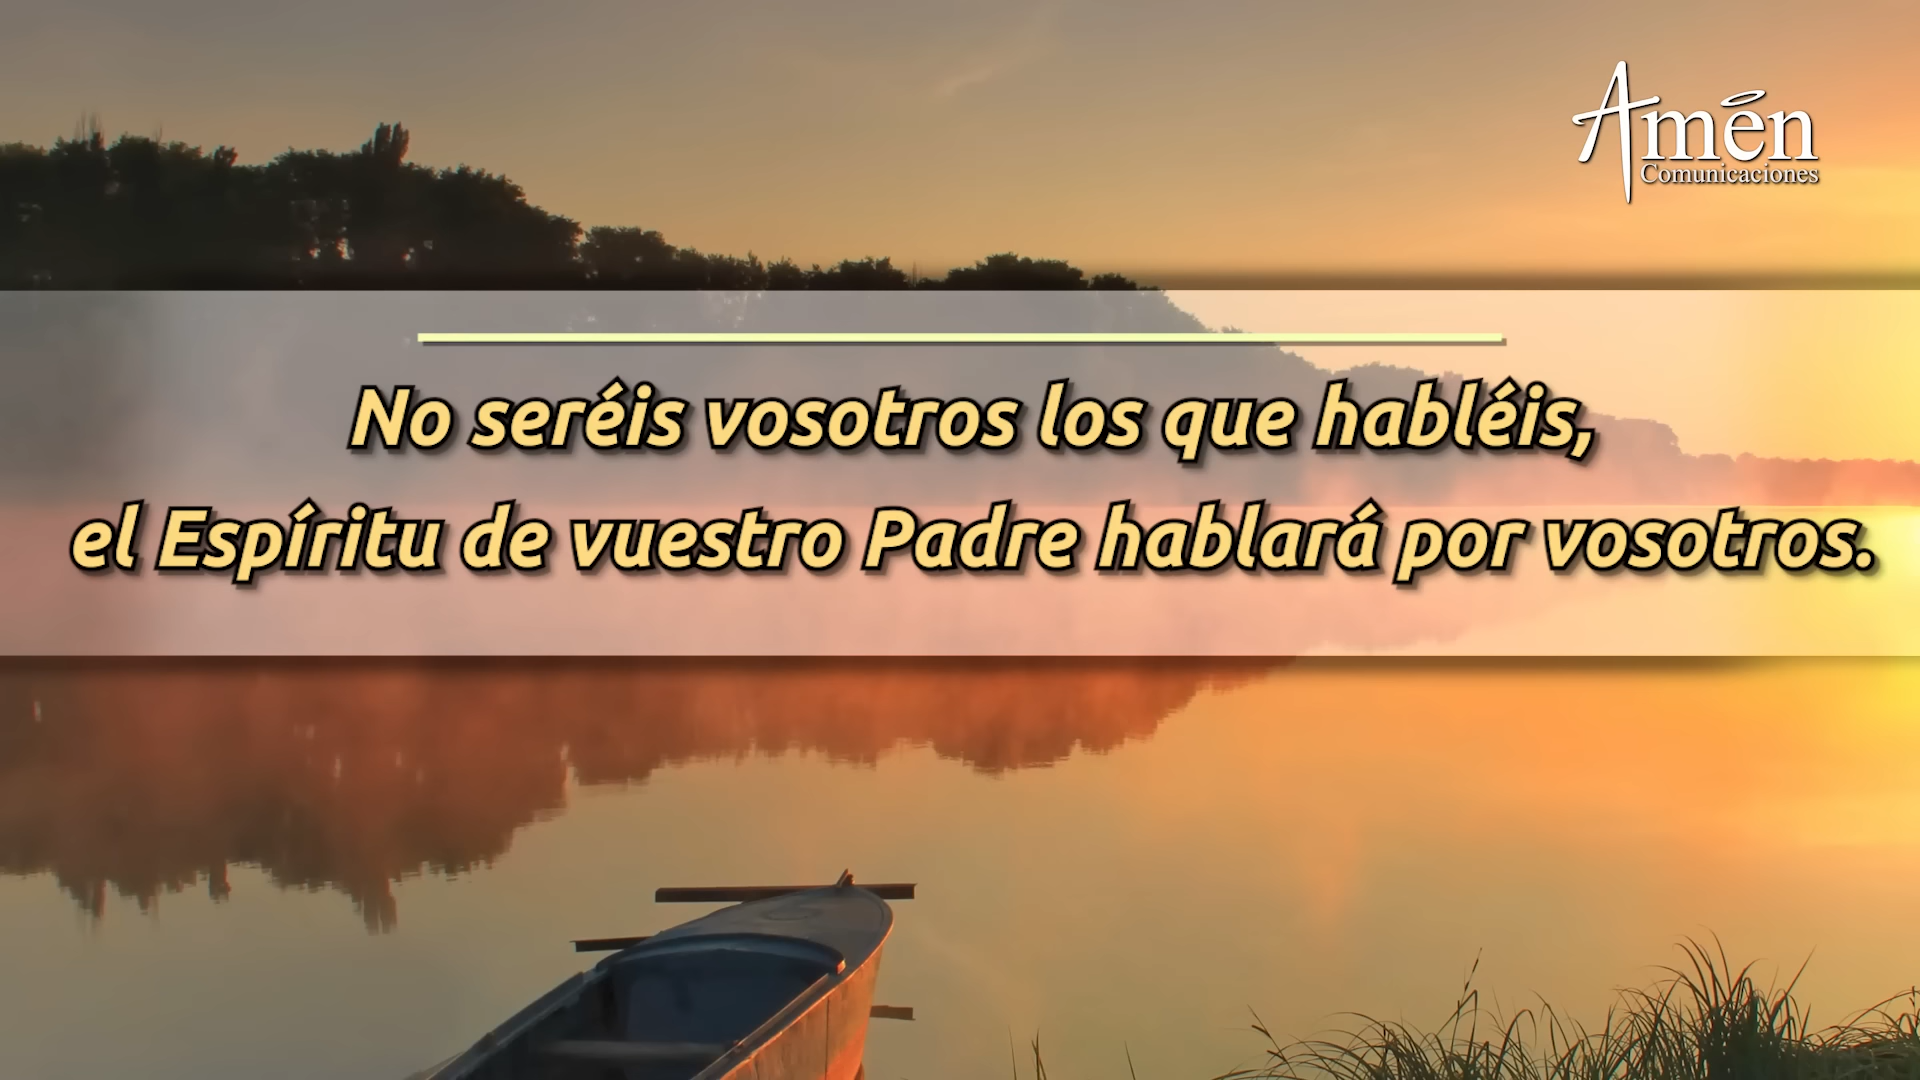 Amén
Comunicaciones
No seréis vosotros los que habléis,
el Espíritu de vuestro Padre hablará por vosotros.